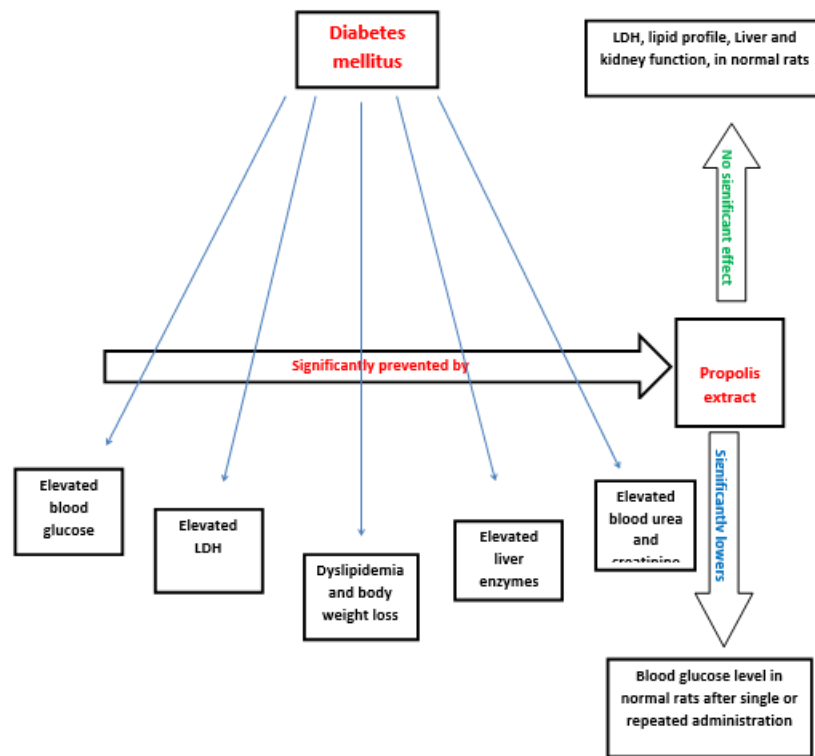 Diabetes
mellitus
LDH, lipid profile, Liver and
kidney function, in normal rats
No significant effect
Significantly prevented by
Propolis
extract
Significantly lowers
Elevated
blood
glucose
Elevated
LDH
Dyslipidemia
and body
weight loss
Elevated
liver
enzymes
Elevated
blood urea
and
creatinine
Blood glucose level in
normal rats after single or
repeated administration